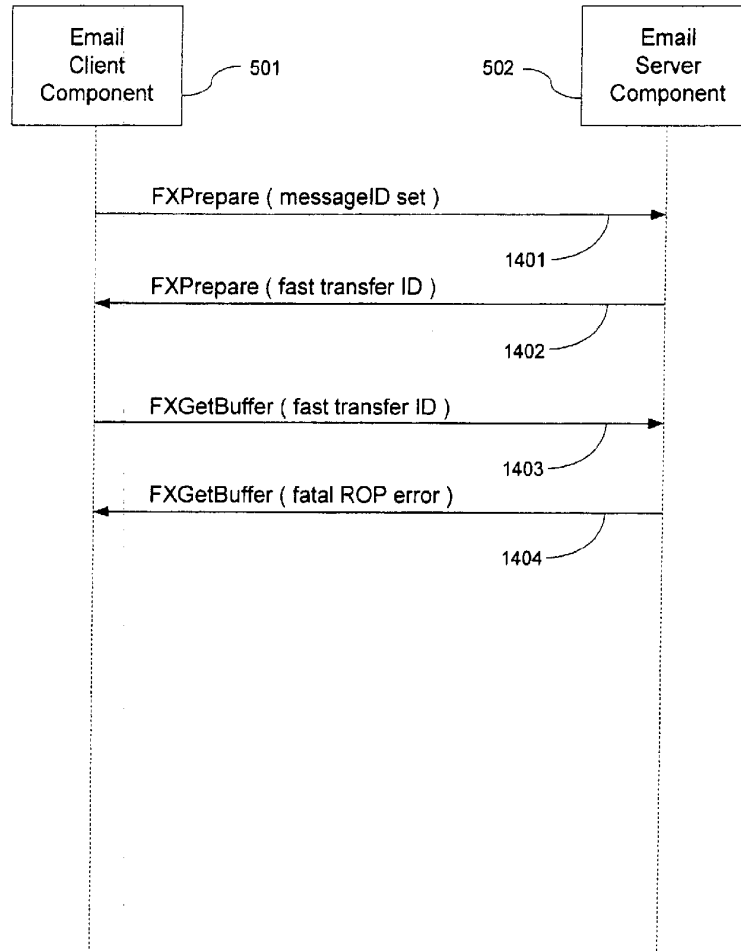 Email
Client
Component
501
502
Email
Server
Component
FXPrepare ( messageID set )
1401
FXPrepare ( fast transfer ID )
1402
FXGetBuffer ( fast transfer ID )
1403
FXGetBuffer ( fatal ROP error )
1404